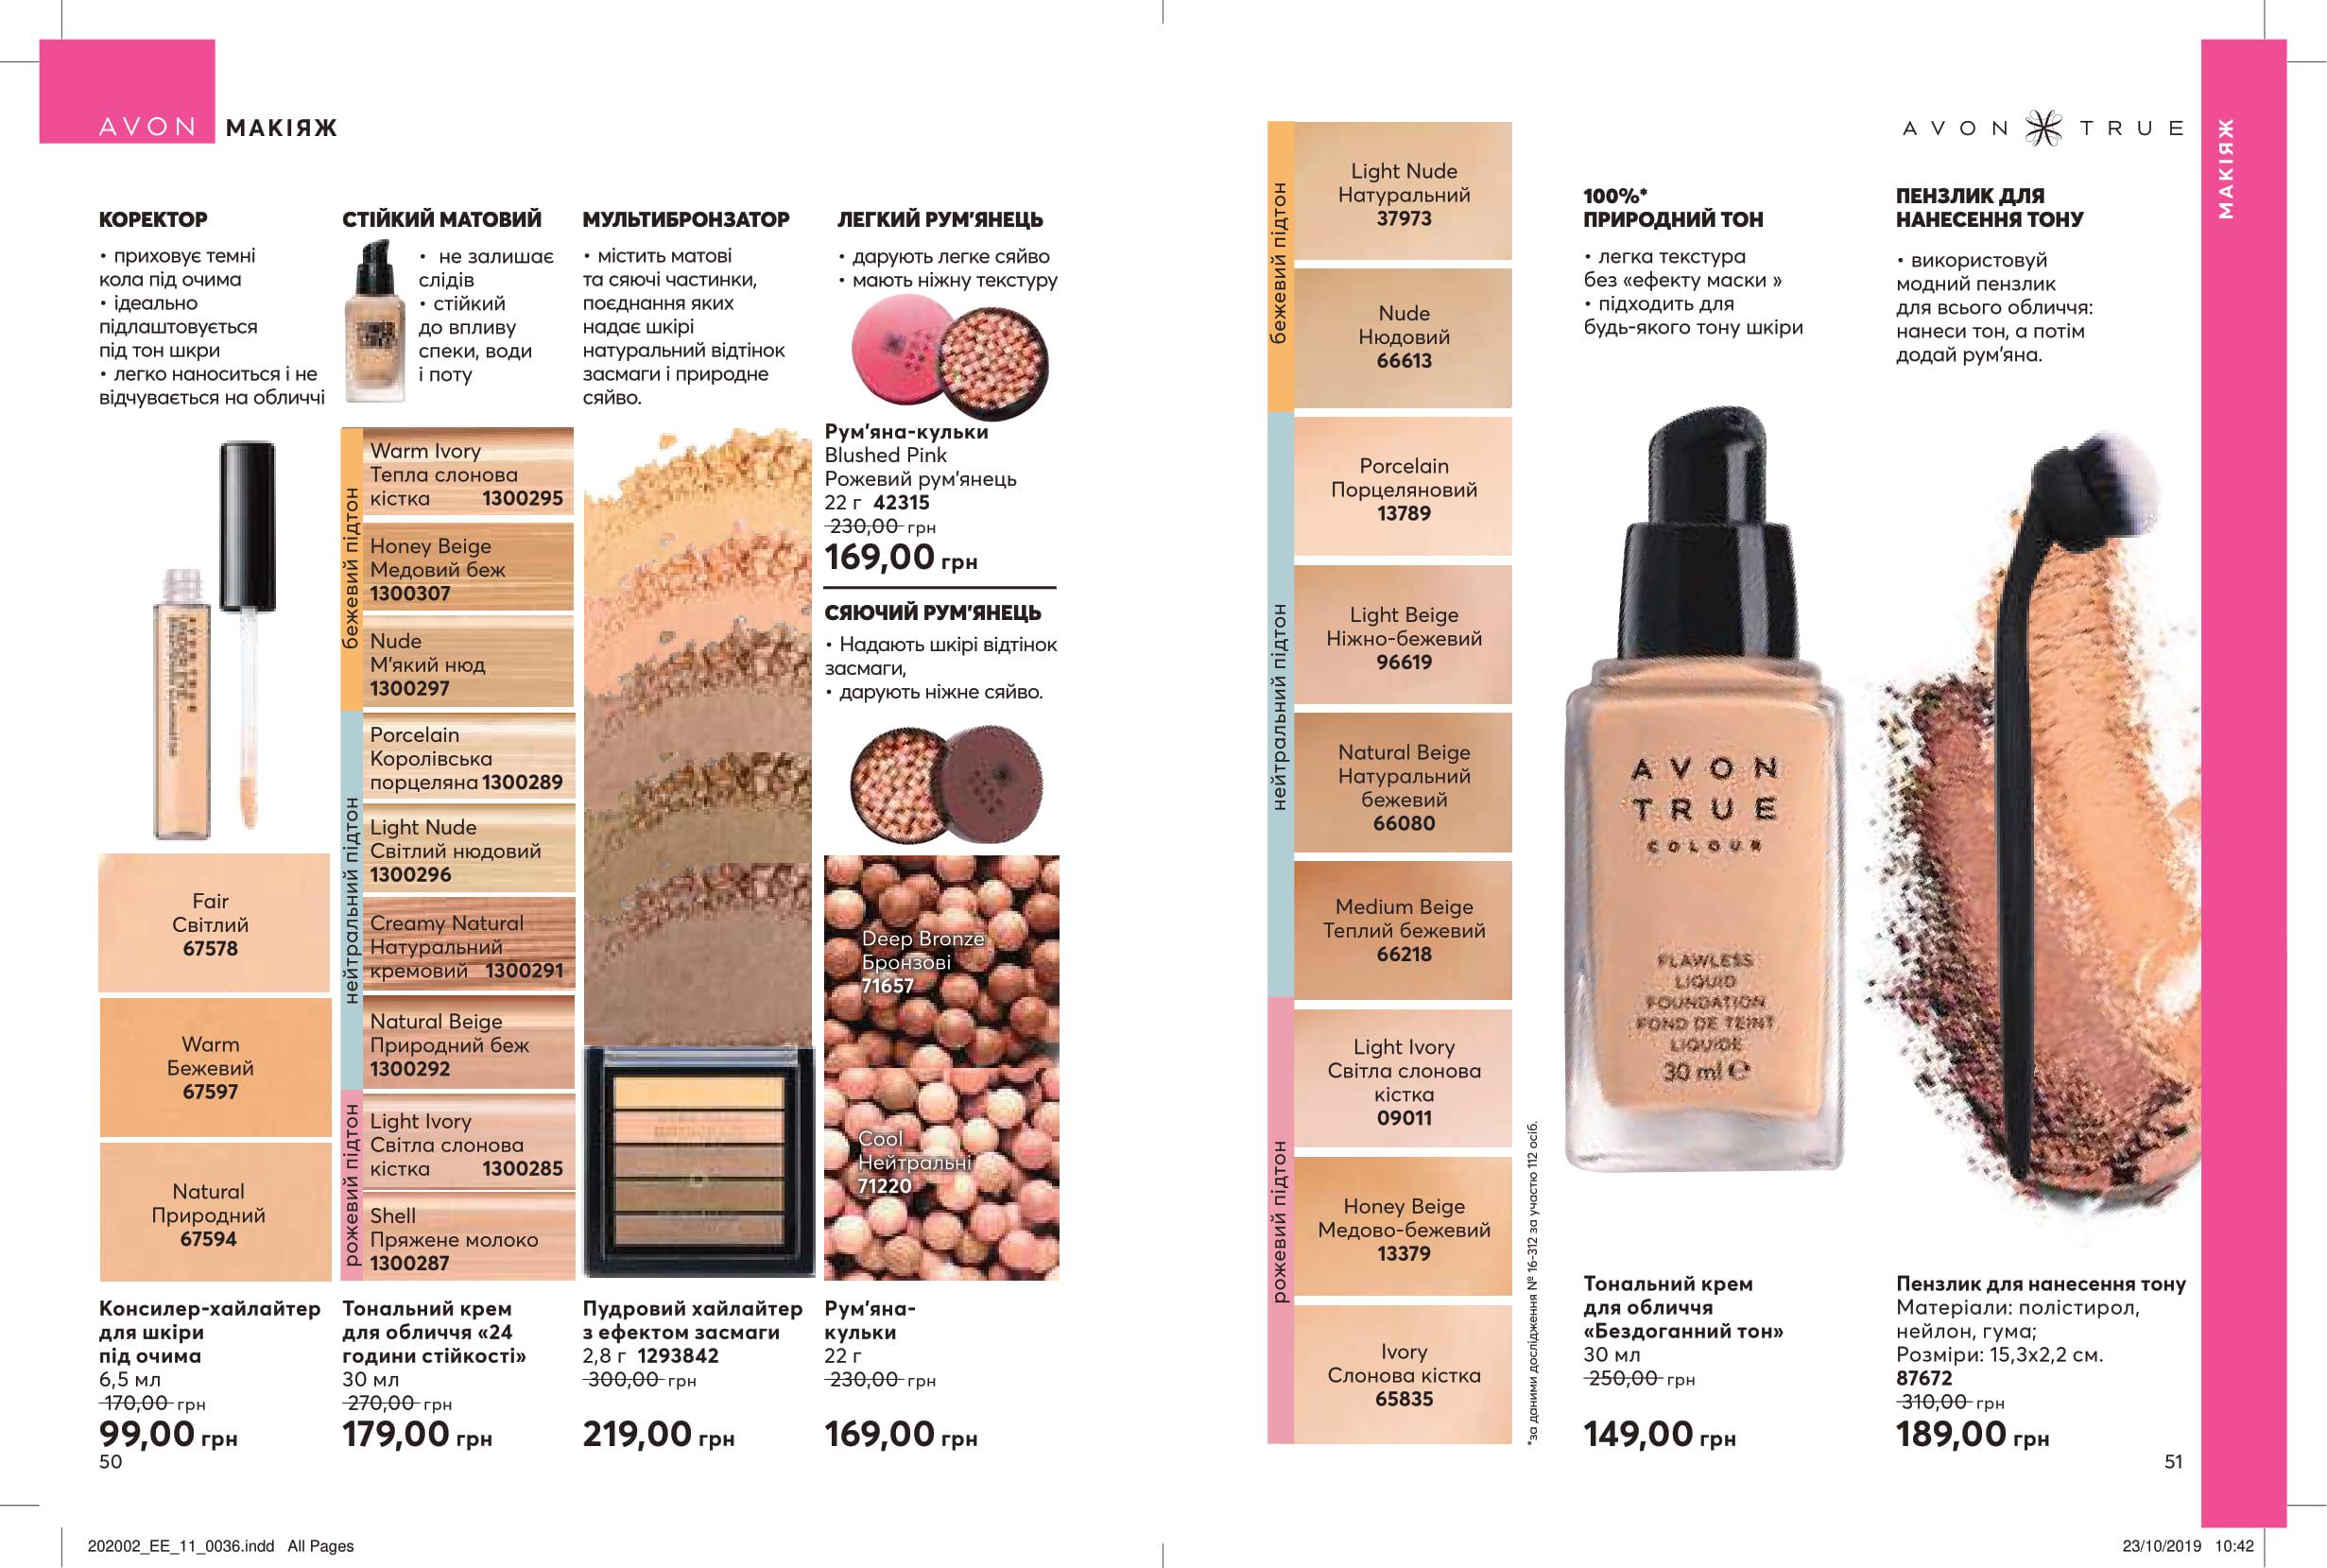 AVON МАКІЯЖ
КОРЕКТОР
• приховує темні
кола під очима
• ідеально
підлаштовується
під тон шкри
• легко наноситься і не
відчувається на обличчі
Fair
Світлий
67578
Warm
Бежевий
67597
Natural
Природний
67594
Консилер-хайлайтер
для шкіри
під очима
6,5 мл
170,00 грн
99,00 грн
50
СТІЙКИЙ МАТОВИЙ
• не залишає
слідів
• стійкий
до впливу
спеки, води
і поту
бежевий підтон
Warm Ivory
Тепла слонова
кістка 1300295
Honey Beige
Медовий беж
1300307
Nude
М'який нюд
1300297
нейтральний підтон
Porcelain
Королівська
порцеляна 1300289
Light Nude
Світлий нюдовий
1300296
Creamy Natural
Натуральний
кремовий 1300291
Natural Beige
Природний беж
1300292
рожевий підтон
Light Ivory
Світла слонова
кістка 1300285
Shell
Пряжене молоко
1300287
Тональний крем
для обличчя «24
години стійкості»
30 мл
270,00 грн
179,00 грн
МУЛЬТИБРОНЗАТОР
• містить матові
та сяючі частинки,
поєднання яких
надає шкірі
натуральний відтінок
засмаги і природне
сяйво.
Пудровий хайлайтер
з ефектом засмаги
2,8 г 1293842
300,00 грн
219,00 грн
ЛЕГКИЙ РУМ'ЯНЕЦЬ
• дарують легке сяйво
• мають ніжну текстуру
Рум'яна-кульки
Blushed Pink
Рожевий рум'янець
22 г 42315
230,00 грн
169,00 грн
СЯЮЧИЙ РУМ'ЯНЕЦЬ
• Надають шкірі відтінок
засмаги,
• дарують ніжне сяйво.
Deep Bronze
Бронзові
71657
Cool
Нейтральні
71220
Рум'яна-
кульки
22 г
230,00 грн
169,00 грн
бежевий підтон
Light Nude
Натуральний
37973
Nude
Нюдовий
66613
нейтральний підтон
Porcelain
Порцеляновий
13789
Light Beige
Ніжно-бежевий
96619
Natural Beige
Натуральний
бежевий
66080
Medium Beige
Теплий бежевий
66218
рожевий підтон
Light Ivory
Світла слонова
кістка
09011
Honey Beige
Медово-бежевий
13379
Ivory
Слонова кістка
65835
*за даними дослідження № 16-312 за участю 112 осіб.
AVON TRUE
МАКІЯЖ
100%*
ПРИРОДНИЙ ТОН
• легка текстура
без «ефекту маски »
• підходить для
будь-якого тону шкіри
AVON
TRUE
COLOUR
FLAWLESS
LIQUID
FOUNDATION
FOND DE TEINT
LIQUIDE
30 ml e
Тональний крем
для обличчя
«Бездоганний тон»
30 мл
250,00 грн
149,00 грн
ПЕНЗЛИК ДЛЯ
НАНЕСЕННЯ ТОНУ
• використовуй
модний пензлик
для всього обличчя:
нанеси тон, а потім
додай рум'яна.
Пензлик для нанесення тону
Матеріали: полістирол,
нейлон, гума;
Розміри: 15,3х2,2 см.
87672
310,00 грн
189,00 грн
51
202002_EE_11_0036.indd All Pages
23/10/2019 10:42